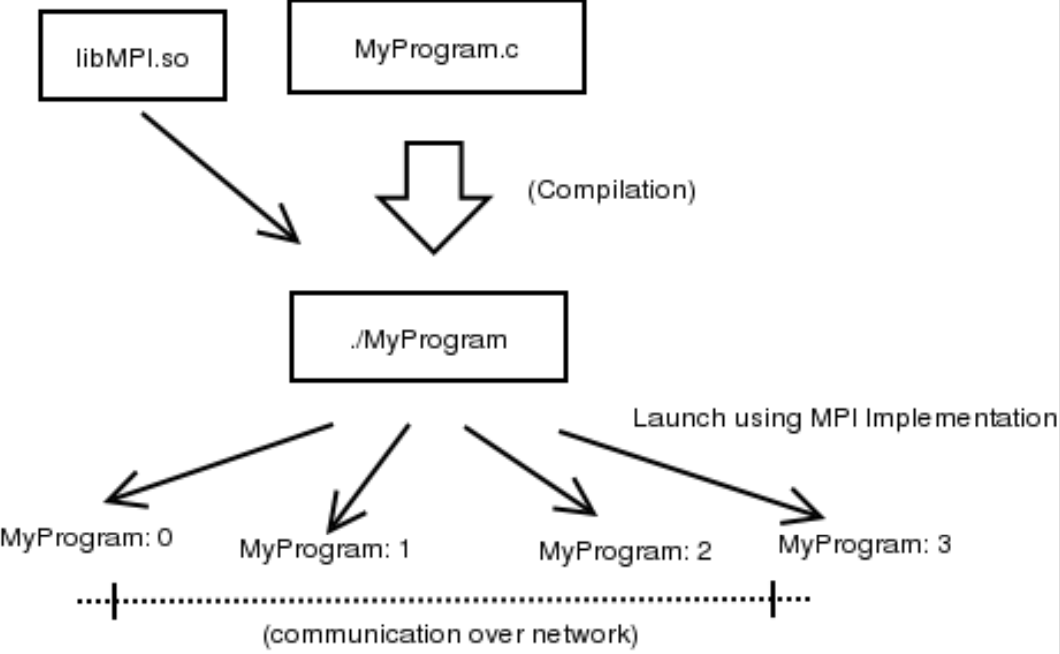 libMPI.so
MyProgram.c
(Compilation)
./MyProgram
Launch using MPI Implementation
MyProgram: 0
MyProgram: 1
MyProgram: 2
MyProgram: 3
(communication over network)